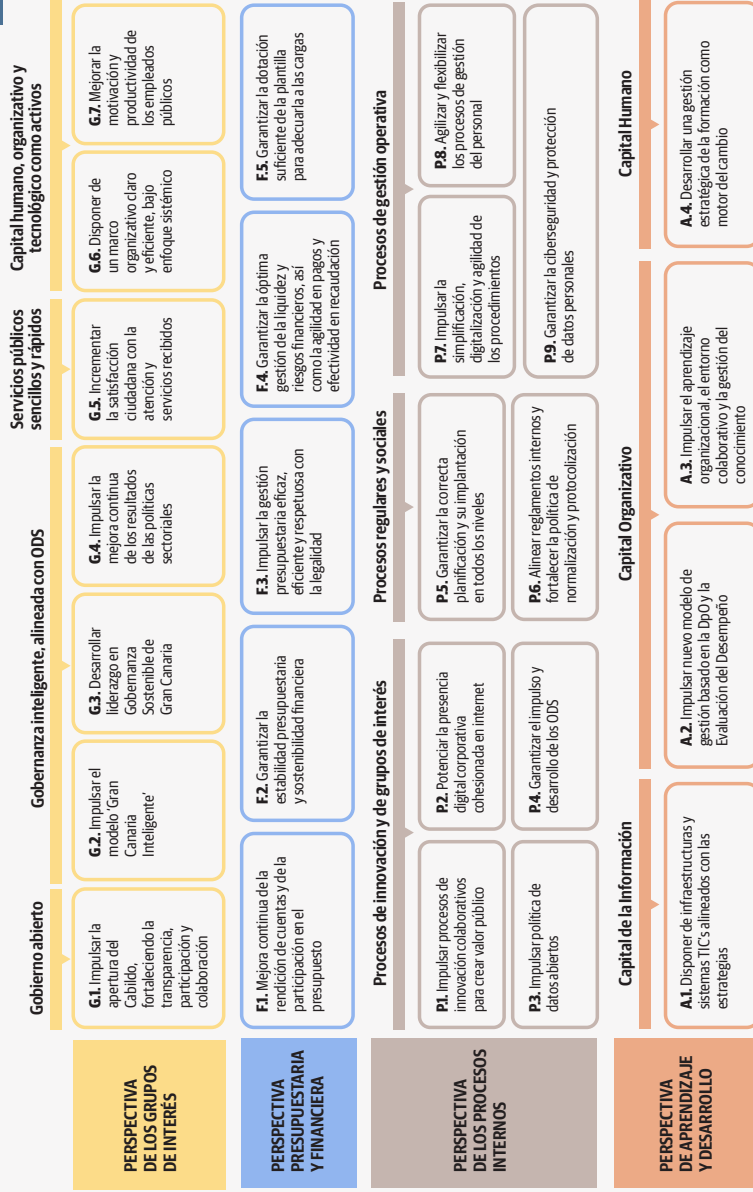 PERSPECTIVA
DE LOS GRUPOS
DE INTERÉS
Gobierno abierto
G.1. Impulsar la
apertura del
Cabildo,
fortaleciendo la
transparencia,
participación y
colaboración
Gobernanza inteligente, alineada con ODS
G.2. Impulsar el
modelo ‘Gran
Canaria
Inteligente’
G.3. Desarrollar
liderazgo en
Gobernanza
Sostenible de
Gran Canaria
G.4. Impulsar la
mejora continua
de los resultados
de las políticas
sectoriales
Servicios públicos
sencillos y rápidos
G.5. Incrementar
la satisfacción
ciudadana con la
atención y
servicios recibidos
Capital humano, organizativo y
tecnológico como activos
G.6. Disponer de
un marco
organizativo claro
y eficiente, bajo
enfoque sistémico
G.7. Mejorar la
motivación y
productividad de
los empleados
públicos
PERSPECTIVA
PRESUPUESTARIA
Y FINANCIERA
F.1. Mejora continua de la
rendición de cuentas y de la
participación en el
presupuesto
F.2. Garantizar la
estabilidad presupuestaria
y sostenibilidad financiera
F.3. Impulsar la gestión
presupuestaria eficaz,
eficiente y respetuosa con
la legalidad
F.4. Garantizar la óptima
gestión de la liquidez y
riesgos financieros, así
como la agilidad en pagos y
efectividad en recaudación
F.5. Garantizar la dotación
suficiente de la plantilla
para adecuarla a las cargas
PERSPECTIVA
DE LOS PROCESOS
INTERNOS
Procesos de innovación y de grupos de interés
P.1. Impulsar procesos de
innovación colaborativos
para crear valor público
P.2. Potenciar la presencia
digital corporativa
cohesionada en internet
P.3. Impulsar política de
datos abiertos
P.4. Garantizar el impulso y
desarrollo de los ODS
Procesos regulares y sociales
P.5. Garantizar la correcta
planificación y su implantación
en todos los niveles
P.6. Alinear reglamentos internos y
fortalecer la política de
normalización y protocolización
Procesos de gestión operativa
P.7. Impulsar la
simplificación,
digitalización y agilidad de
los procedimientos
P.8. Agilizar y flexibilizar
los procesos de gestión
del personal
P.9. Garantizar la ciberseguridad y protección
de datos personales
PERSPECTIVA
DE APRENDIZAJE
Y DESARROLLO
Capital de la Información
A.1. Disponer de infraestructuras y
sistemas TIC's alineados con las
estrategias
Capital Organizativo
A.2. Impulsar nuevo modelo de
gestión basado en la DpO y la
Evaluación del Desempeño
A.3. Impulsar el aprendizaje
organizacional, el entorno
colaborativo y la gestión del
conocimiento
Capital Humano
A.4. Desarrollar una gestión
estratégica de la formación como
motor del cambio